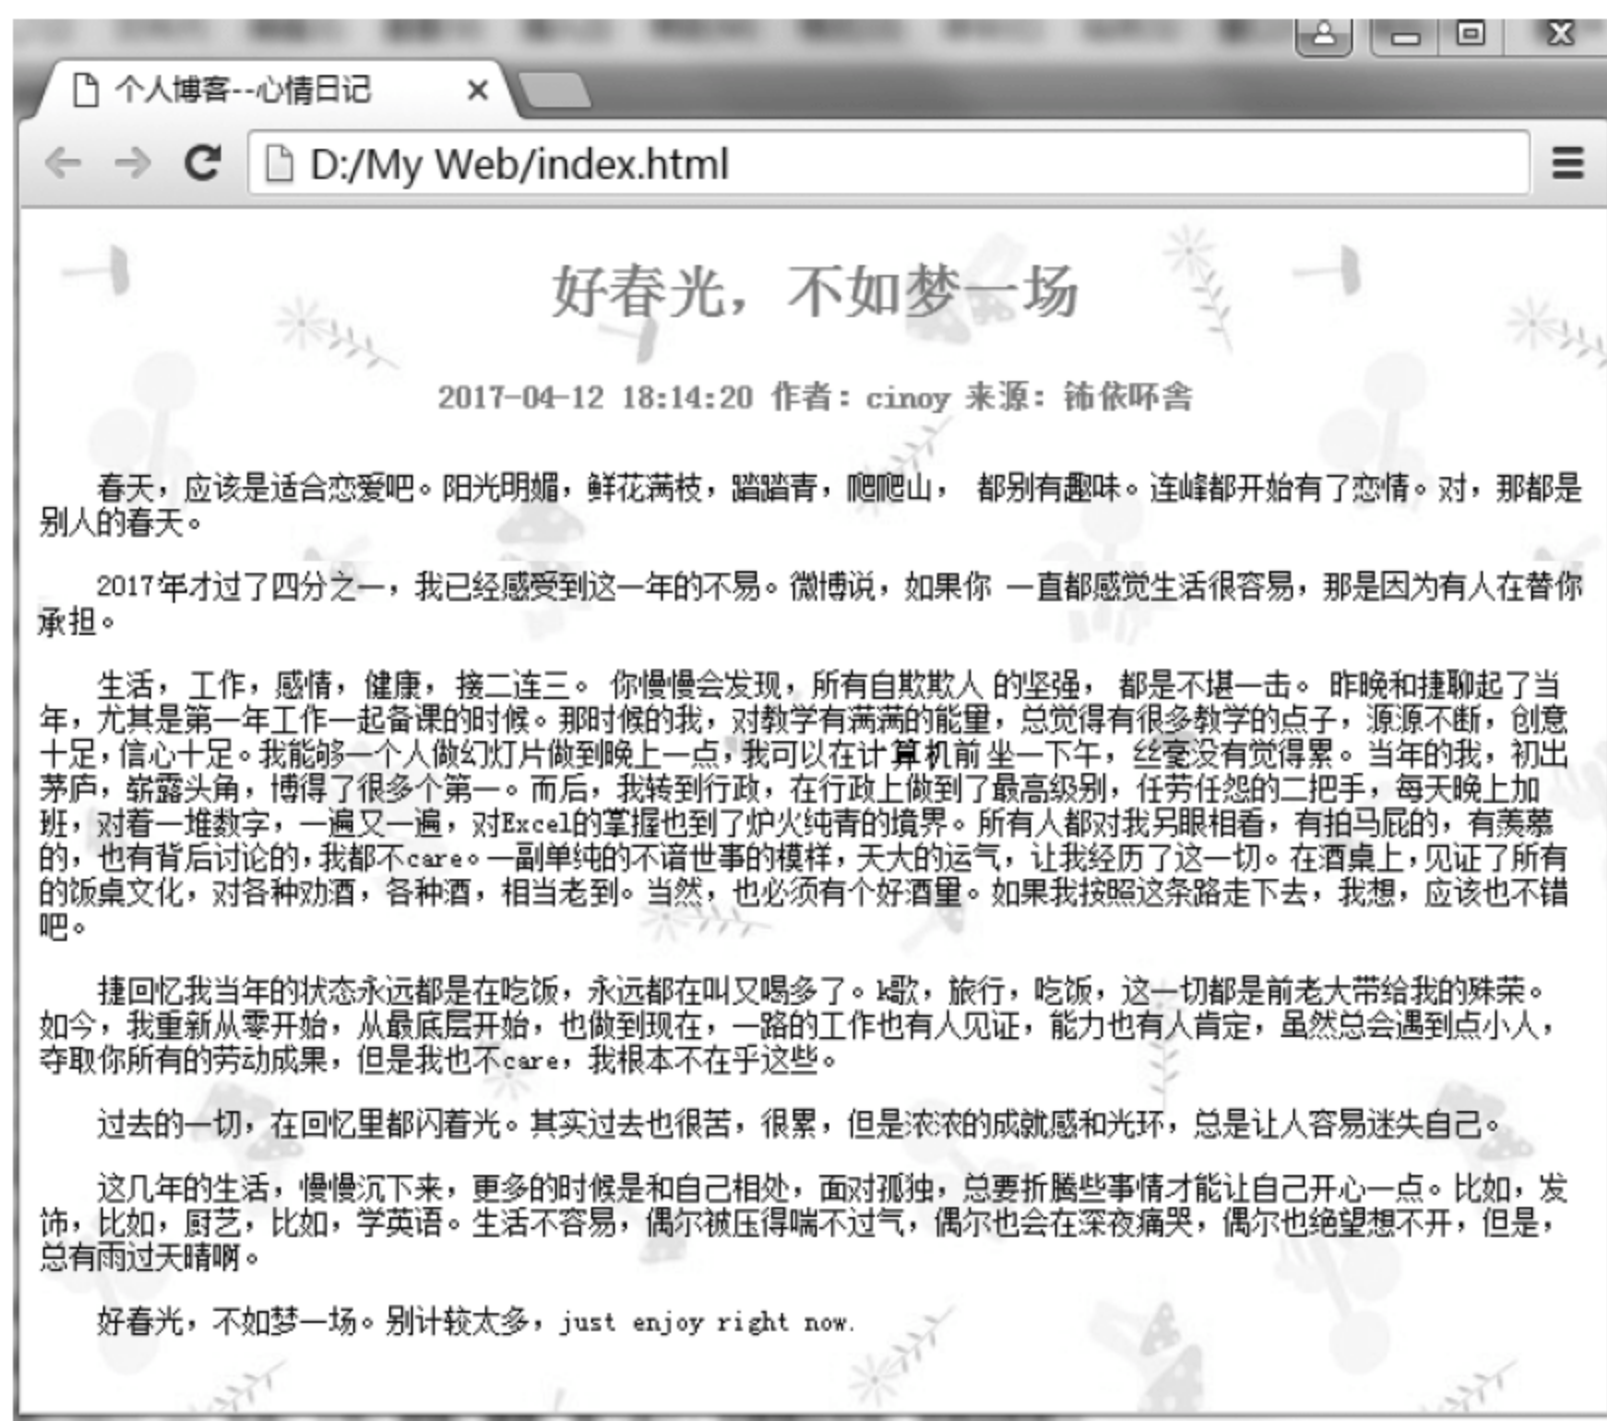 个人博客--心情日记
D:/My Web/index.html
好春光，不如梦一场
2017-04-12 18:14:20 作者：cinoy 来源：钸依吥舍
春天，应该是适合恋爱吧。阳光明媚，鲜花满枝，踏踏青，爬爬山， 都别有趣味。连峰都开始有了恋情。对，那都是
别人的春天。
2017年才过了四分之一，我已经感受到这一年的不易。微博说，如果你 一直都感觉生活很容易，那是因为有人在替你
承担。
生活，工作，感情，健康，接二连三。 你慢慢会发现，所有自欺欺人 的坚强， 都是不堪一击。 昨晚和捷聊起了当
年，尤其是第一年工作一起备课的时候。那时候的我，对教学有满满的能量，总觉得有很多教学的点子，源源不断，创意
十足，信心十足。我能够一个人做幻灯片做到晚上一点，我可以在计算机前坐一下午，丝毫没有觉得累。当年的我，初出
茅庐，崭露头角，博得了很多个第一。而后，我转到行政，在行政上做到了最高级别，任劳任怨的二把手，每天晚上加
班，对着一堆数字，一遍又一遍，对Excel的掌握也到了炉火纯青的境界。所有人都对我另眼相看，有拍马屁的，有羡慕
的，也有背后讨论的，我都不care。一副单纯的不谙世事的模样，天大的运气，让我经历了这一切。在酒桌上，见证了所有
的饭桌文化，对各种劝酒，各种酒，相当老到。当然，也必须有个好酒量。如果我按照这条路走下去，我想，应该也不错
吧。
捷回忆我当年的状态永远都是在吃饭，永远都在叫又喝多了。k歌，旅行，吃饭，这一切都是前老大带给我的殊荣。
如今，我重新从零开始，从最底层开始，也做到现在，一路的工作也有人见证，能力也有人肯定，虽然总会遇到点小人，
夺取你所有的劳动成果，但是我也不care，我根本不在乎这些。
过去的一切，在回忆里都闪着光。其实过去也很苦，很累，但是浓浓的成就感和光环，总是让人容易迷失自己。
这几年的生活，慢慢沉下来，更多的时候是和自己相处，面对孤独，总要折腾些事情才能让自己开心一点。比如，发
饰，比如，厨艺，比如，学英语。生活不容易，偶尔被压得喘不过气，偶尔也会在深夜痛哭，偶尔也绝望想不开，但是，
总有雨过天晴啊。
好春光，不如梦一场。别计较太多，just enjoy right now.